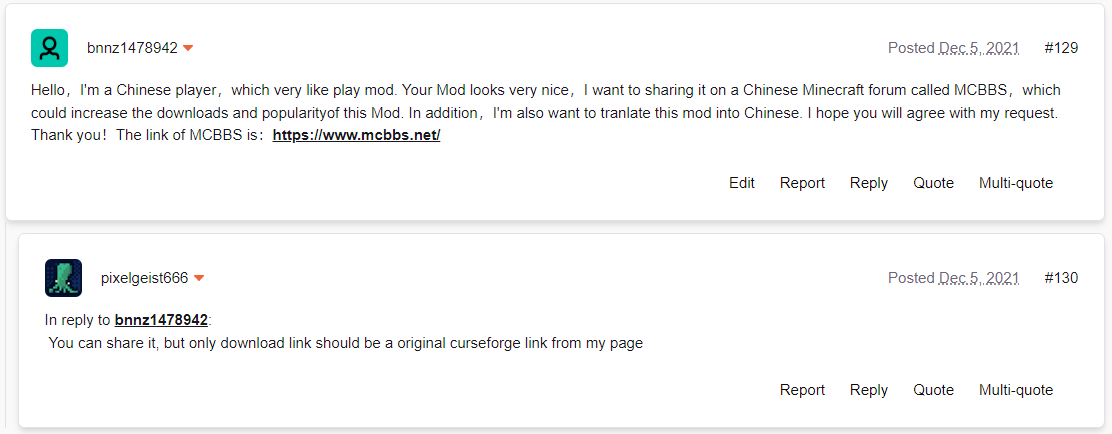 bnnz1478942
Posted Dec 5, 2021 #129
Hello，I'm a Chinese player，which very like play mod. Your Mod looks very nice，I want to sharing it on a Chinese Minecraft forum called MCBBS，which
could increase the downloads and popularityof this Mod. In addition，I'm also want to tranlate this mod into Chinese. I hope you will agree with my request.
Thank you！The link of MCBBS is：https://www.mcbbs.net/
Edit Report Reply Quote Multi-quote
pixelgeist666
Posted Dec 5, 2021 #130
In reply to bnnz1478942:
You can share it, but only download link should be a original curseforge link from my page
Report Reply Quote Multi-quote